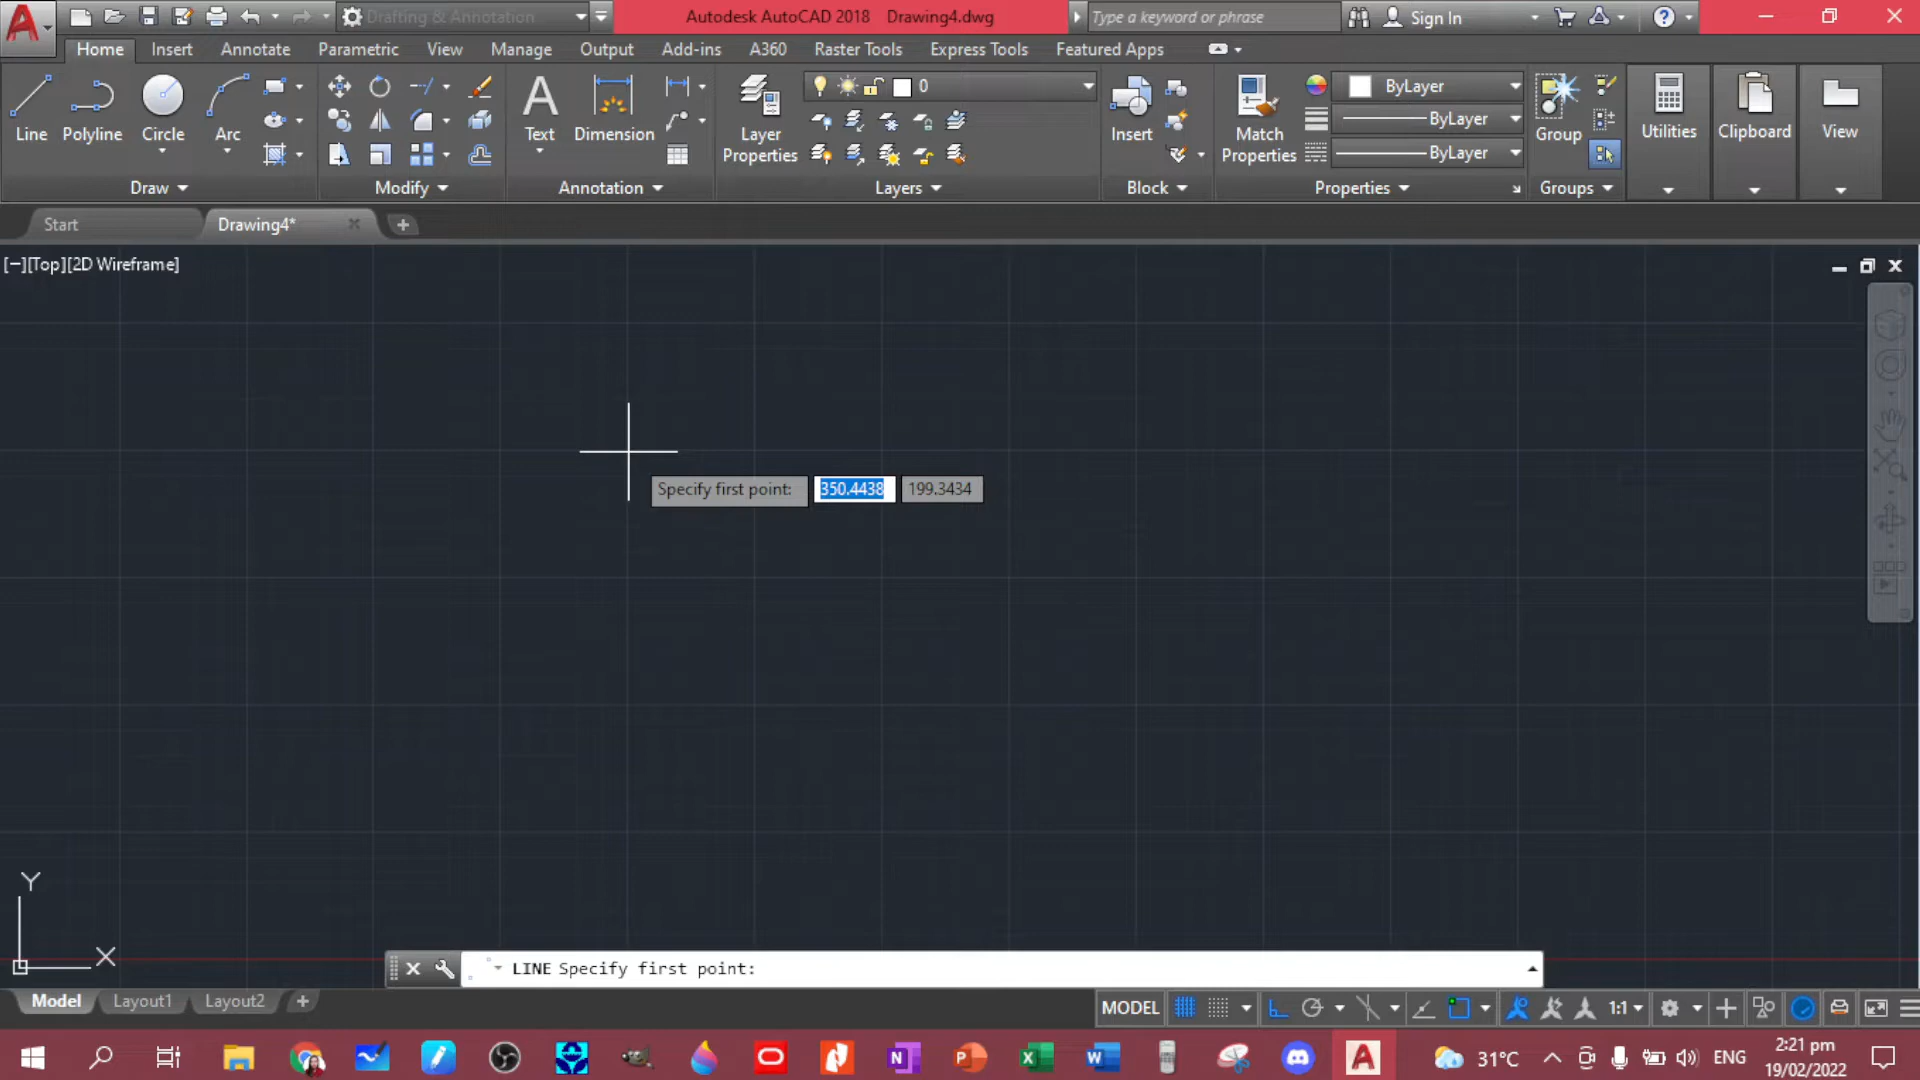 Drafting & Annotation
Autodesk AutoCAD 2018 Drawing4.dwg
Type a keyword or phrase
Sign In
Home Insert Annotate Parametric View Manage Output Add-ins A360 Raster Tools Express Tools Featured Apps
Line Polyline Circle Arc
Text Dimension
Layer Properties
0
Insert
Match Properties
ByLayer
ByLayer
ByLayer
Group
Utilities
Clipboard
View
Draw Modify Annotation Layers Block Properties Groups
Start Drawing4*
[−][Top][2D Wireframe]
Specify first point: 350.4438 199.3434
Y
X
LINE Specify first point:
Model Layout1 Layout2
MODEL 1:1
31°C ENG
2:21 pm
19/02/2022